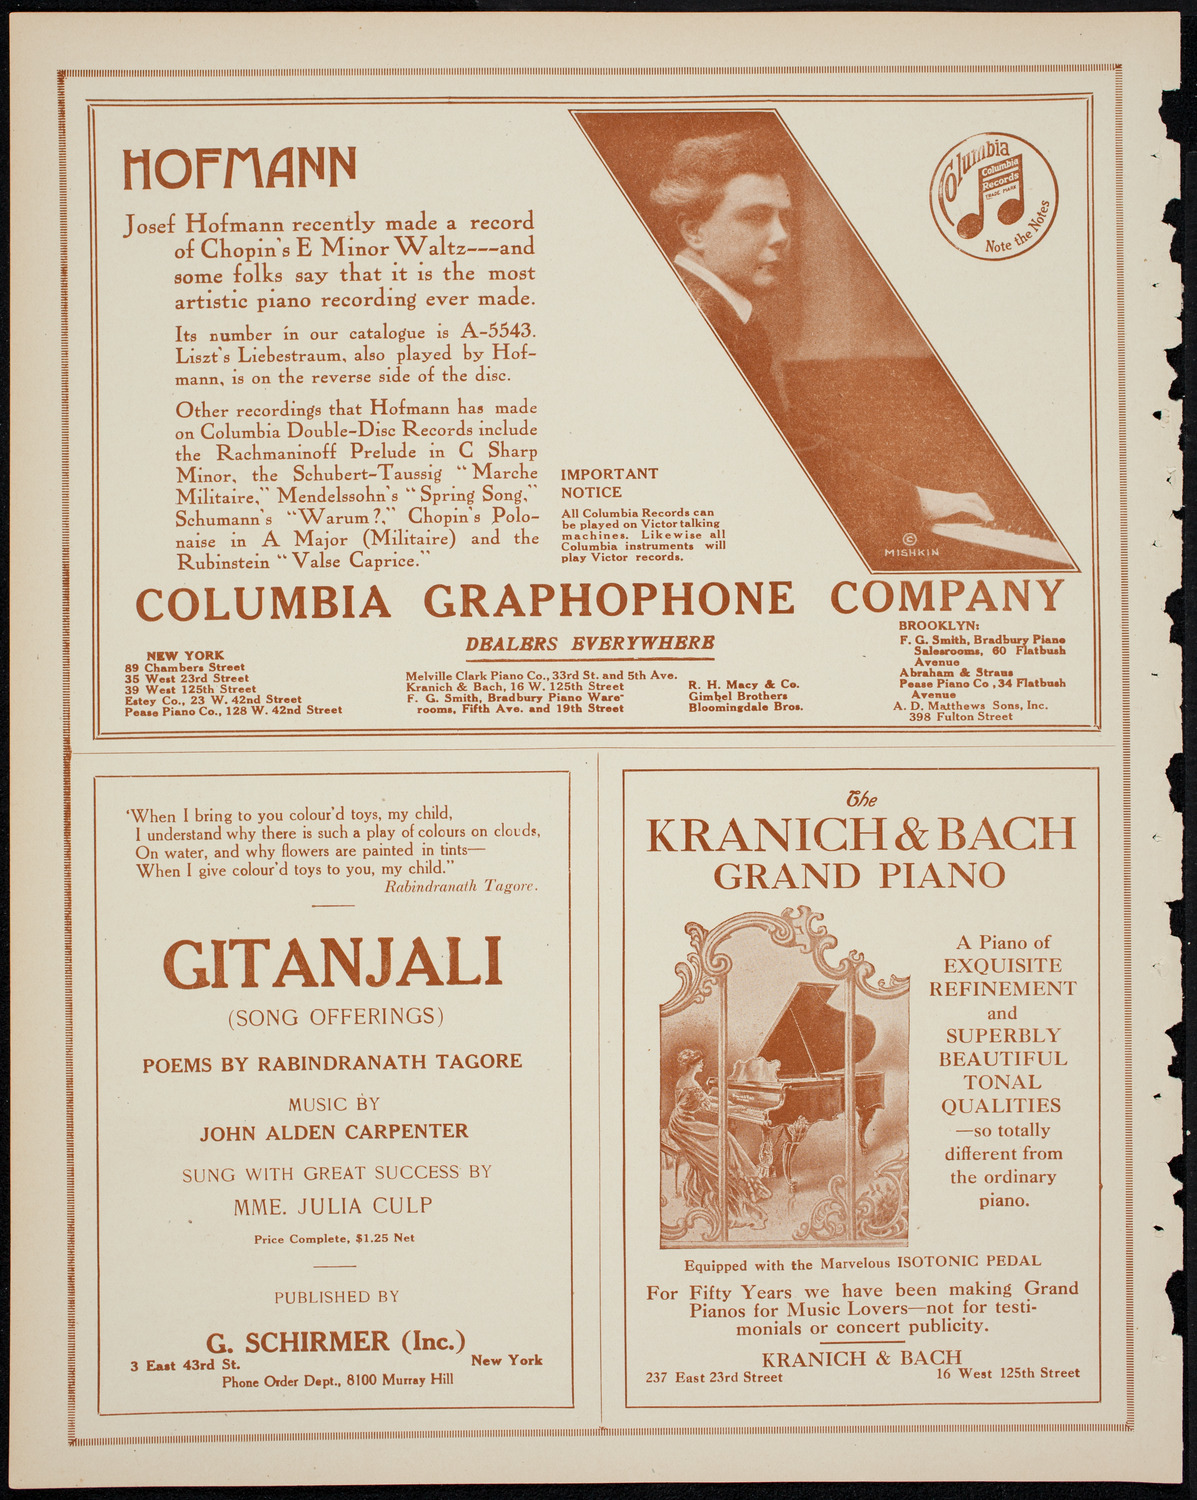 HOFMANN
Josef Hofmann recently made a record
of Chopin's E Minor Waltz---and
some folks say that it is the most
artistic piano recording ever made.
Its number in our catalogue is A-5543.
Liszt's Liebestraum, also played by Hof-
mann, is on the reverse side of the disc.
Other recordings that Hofmann has made
on Columbia Double-Disc Records include
the Rachmaninoff Prelude in C Sharp
Minor, the Schubert-Taussig "Marche
Militaire," Mendelssohn's "Spring Song,"
Schumann's "Warum?," Chopin's Polo-
naise in A Major (Militaire) and the
Rubinstein "Valse Caprice."
IMPORTANT
NOTICE
All Columbia Records can
be played on Victor talking
machines. Likewise all
Columbia instruments will
play Victor records.
Columbia
Columbia
Records
TRADE MARK
Note the Notes
©
MISHKIN
COLUMBIA GRAPHOPHONE COMPANY
DEALERS EVERYWHERE
NEW YORK
89 Chambers Street
35 West 23rd Street
39 West 125th Street
Estey Co., 23 W. 42nd Street
Pease Piano Co., 128 W. 42nd Street
Melville Clark Piano Co., 33rd St. and 5th Ave.
Kranich & Bach, 16 W. 125th Street
F. G. Smith, Bradbury Piano Ware-
rooms, Fifth Ave. and 19th Street
R. H. Macy & Co.
Gimbel Brothers
Bloomingdale Bros.
BROOKLYN:
F. G. Smith, Bradbury Piane
Salesrooms, 60 Flatbush
Avenue
Abraham & Straus
Pease Piano Co., 34 Flatbush
Avenue
A. D. Matthews Sons, Inc.
398 Fulton Street
'When I bring to you colour'd toys, my child,
I understand why there is such a play of colours on clouds,
On water, and why flowers are painted in tints—
When I give colour'd toys to you, my child."
Rabindranath Tagore.
GITANJALI
(SONG OFFERINGS)
POEMS BY RABINDRANATH TAGORE
MUSIC BY
JOHN ALDEN CARPENTER
SUNG WITH GREAT SUCCESS BY
MME. JULIA CULP
Price Complete, $1.25 Net
PUBLISHED BY
G. SCHIRMER (Inc.)
3 East 43rd St. New York
Phone Order Dept., 8100 Murray Hill
The
KRANICH & BACH
GRAND PIANO
A Piano of
EXQUISITE
REFINEMENT
and
SUPERBLY
BEAUTIFUL
TONAL
QUALITIES
—so totally
different from
the ordinary
piano.
Equipped with the Marvelous ISOTONIC PEDAL
For Fifty Years we have been making Grand
Pianos for Music Lovers—not for testi-
monials or concert publicity.
KRANICH & BACH
237 East 23rd Street 16 West 125th Street